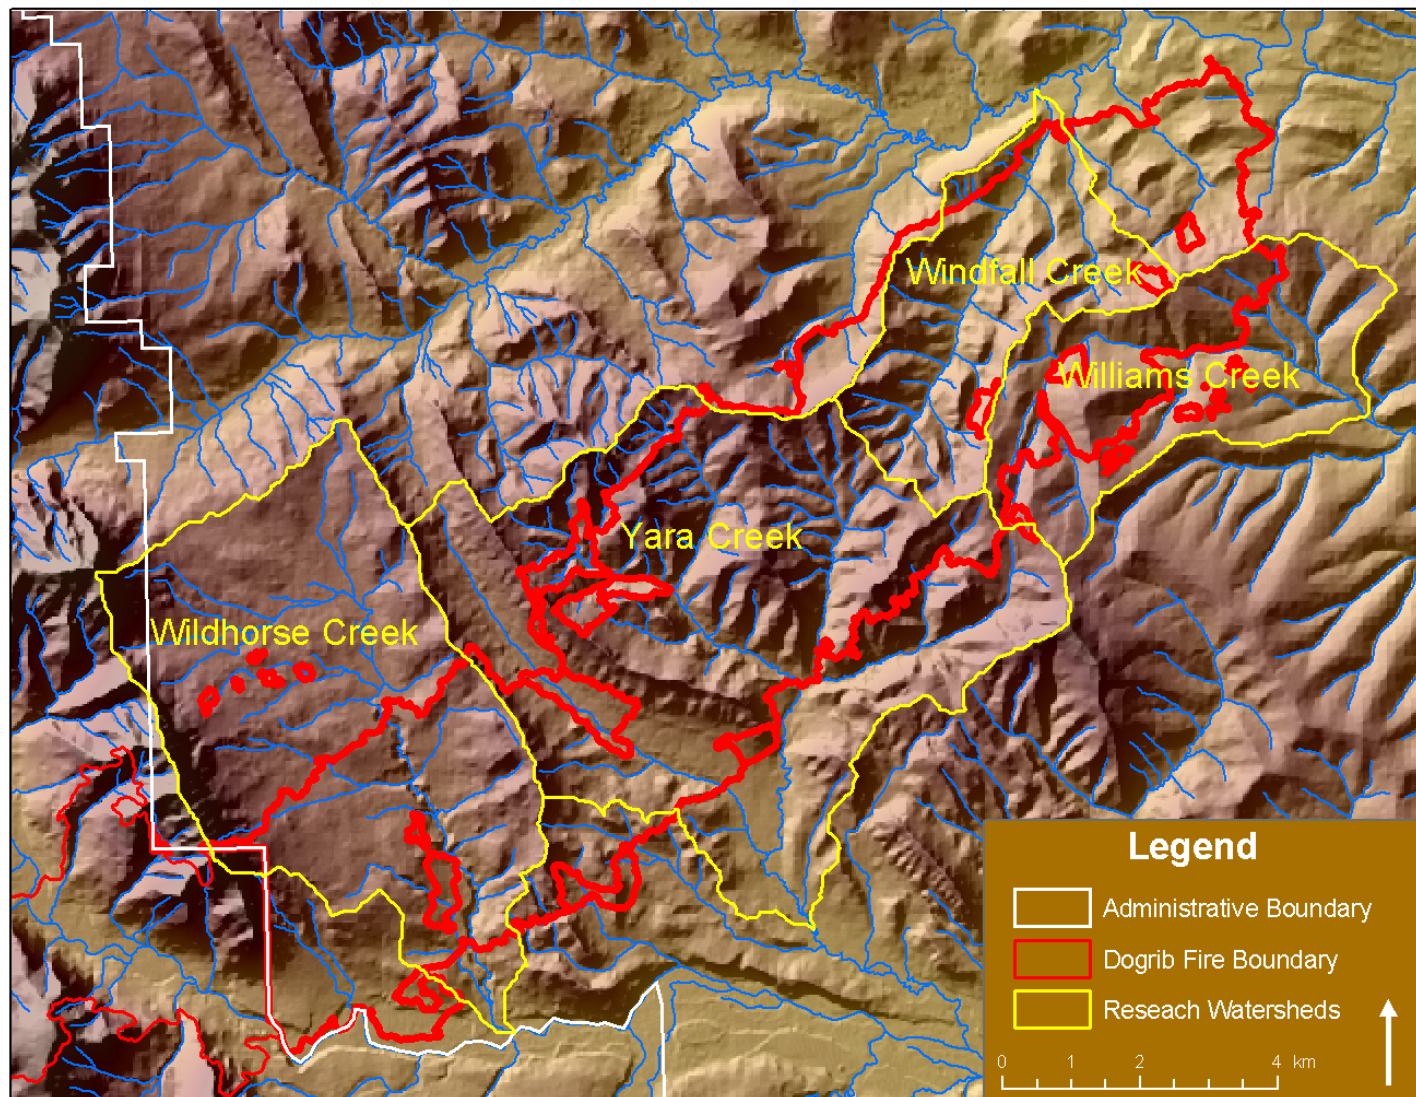 Windfall Creek
Williams Creek
Yara Creek
Wildhorse Creek
Legend
Administrative Boundary
Dogrib Fire Boundary
Reseach Watersheds
0 1 2 4 km